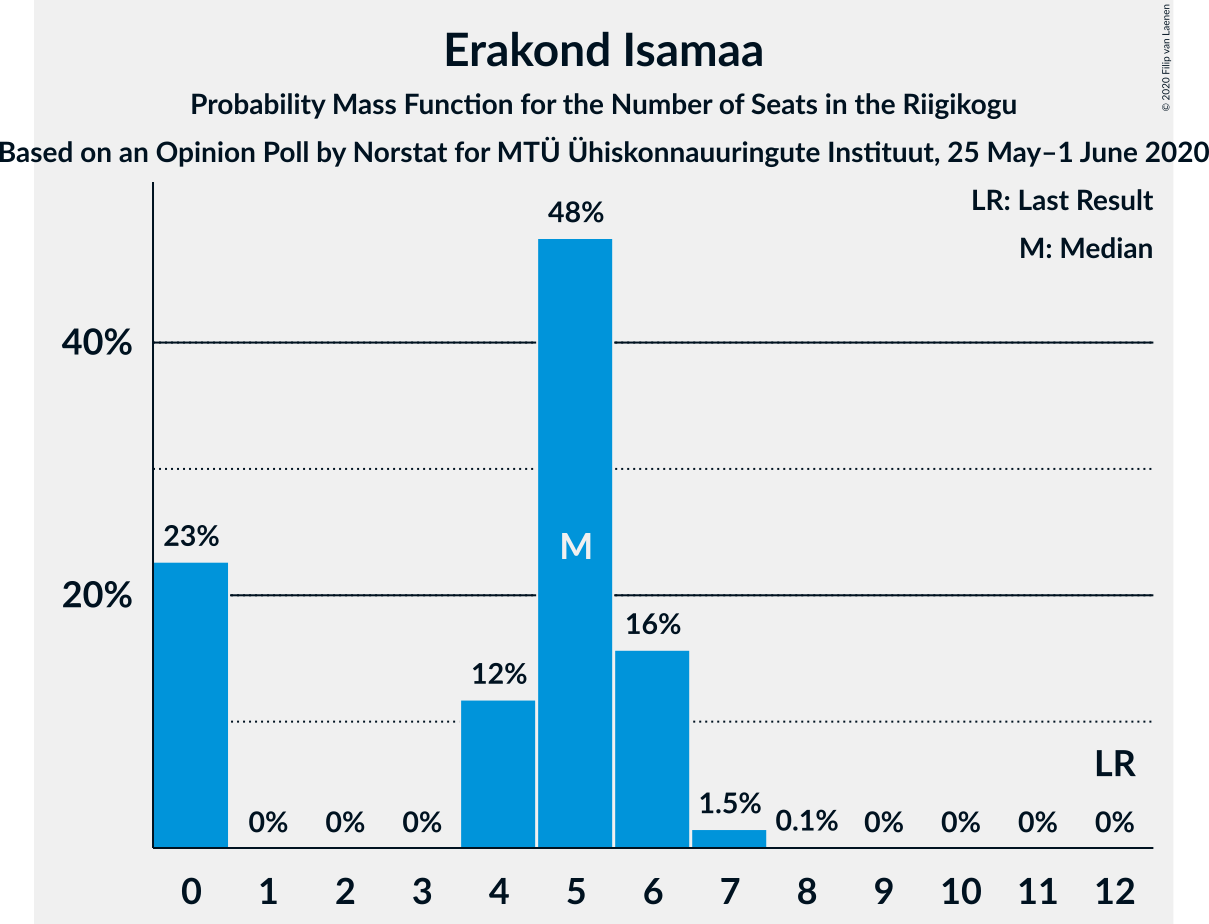 Erakond Isamaa
Probability Mass Function for the Number of Seats in the Riigikogu
Based on an Opinion Poll by Norstat for MTÜ Ühiskonnauuringute Instituut, 25 May–1 June 2020
© 2020 Filip van Laenen
LR: Last Result
M: Median
48%
40%
23%
M
20%
16%
12%
LR
1.5%
0% 0% 0% 0.1% 0% 0% 0% 0%
0 1 2 3 4 5 6 7 8 9 10 11 12